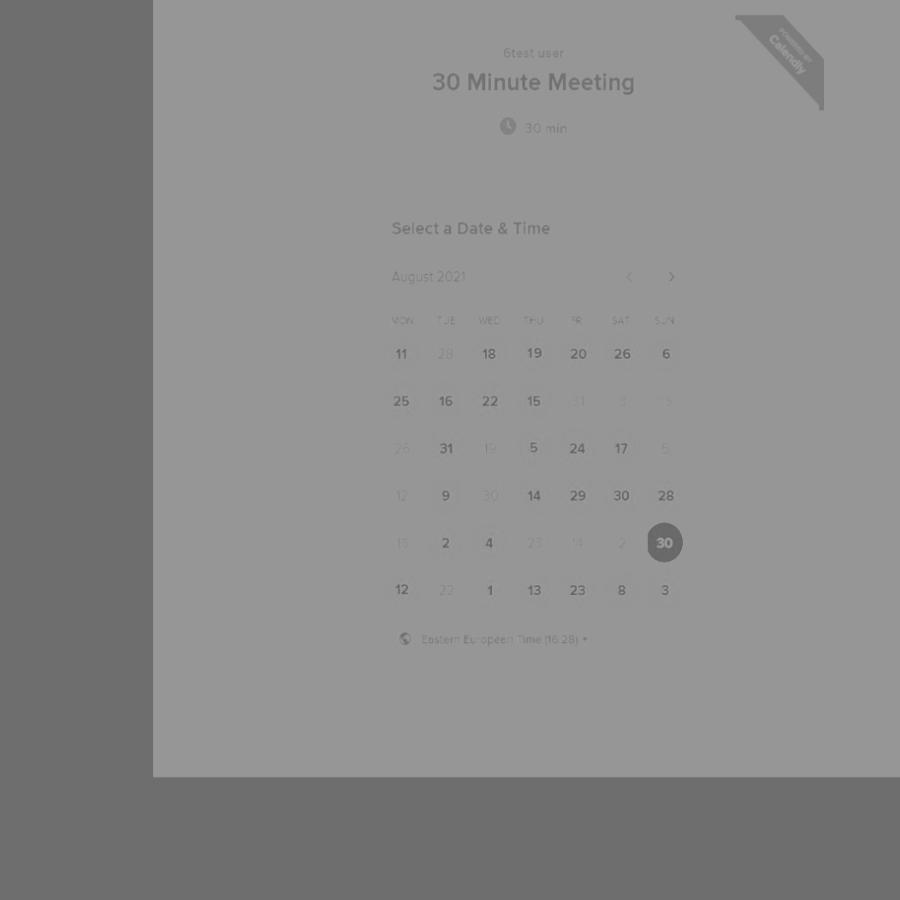 6test user
POWERED BY
Calendly
30 Minute Meeting
30 min
Select a Date & Time
August 2021
MON TUE WED THU FRI SAT SUN
11 28 18 19 20 26 6
25 16 22 15 31 3 15
26 31 19 5 24 17 5
12 9 30 14 29 30 28
2 4 23 14 2 30
12 22 1 13 23 8 3
Eastern European Time (16:28)